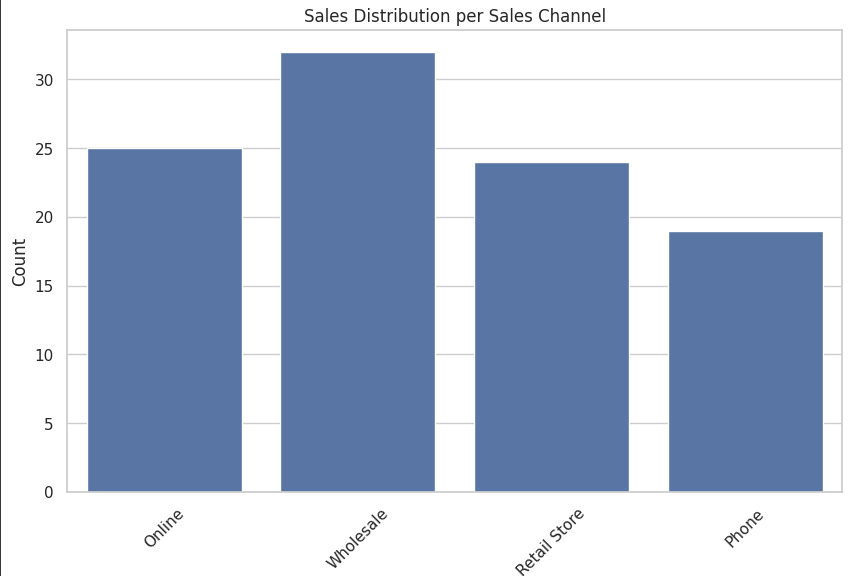 Sales Distribution per Sales Channel
30
25
20
15
10
5
0
Count
Online
Wholesale
Retail Store
Phone